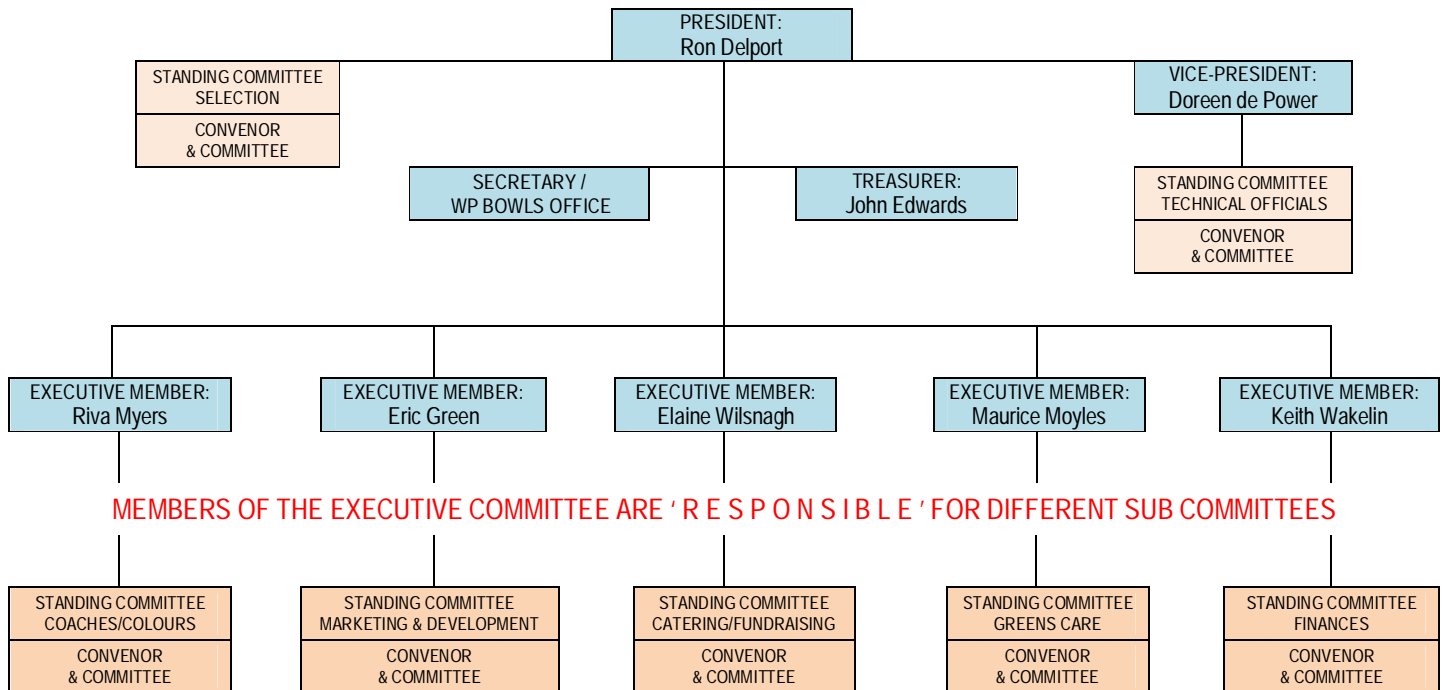 PRESIDENT:
Ron Delport
STANDING COMMITTEE
SELECTION
CONVENOR
& COMMITTEE
VICE-PRESIDENT:
Doreen de Power
SECRETARY /
WP BOWLS OFFICE
TREASURER:
John Edwards
STANDING COMMITTEE
TECHNICAL OFFICIALS
CONVENOR
& COMMITTEE
EXECUTIVE MEMBER:
Riva Myers
EXECUTIVE MEMBER:
Eric Green
EXECUTIVE MEMBER:
Elaine Wilsnagh
EXECUTIVE MEMBER:
Maurice Moyles
EXECUTIVE MEMBER:
Keith Wakelin
MEMBERS OF THE EXECUTIVE COMMITTEE ARE ‘ R E S P O N S I B L E ’ FOR DIFFERENT SUB COMMITTEES
STANDING COMMITTEE
COACHES/COLOURS
CONVENOR
& COMMITTEE
STANDING COMMITTEE
MARKETING & DEVELOPMENT
CONVENOR
& COMMITTEE
STANDING COMMITTEE
CATERING/FUNDRAISING
CONVENOR
& COMMITTEE
STANDING COMMITTEE
GREENS CARE
CONVENOR
& COMMITTEE
STANDING COMMITTEE
FINANCES
CONVENOR
& COMMITTEE